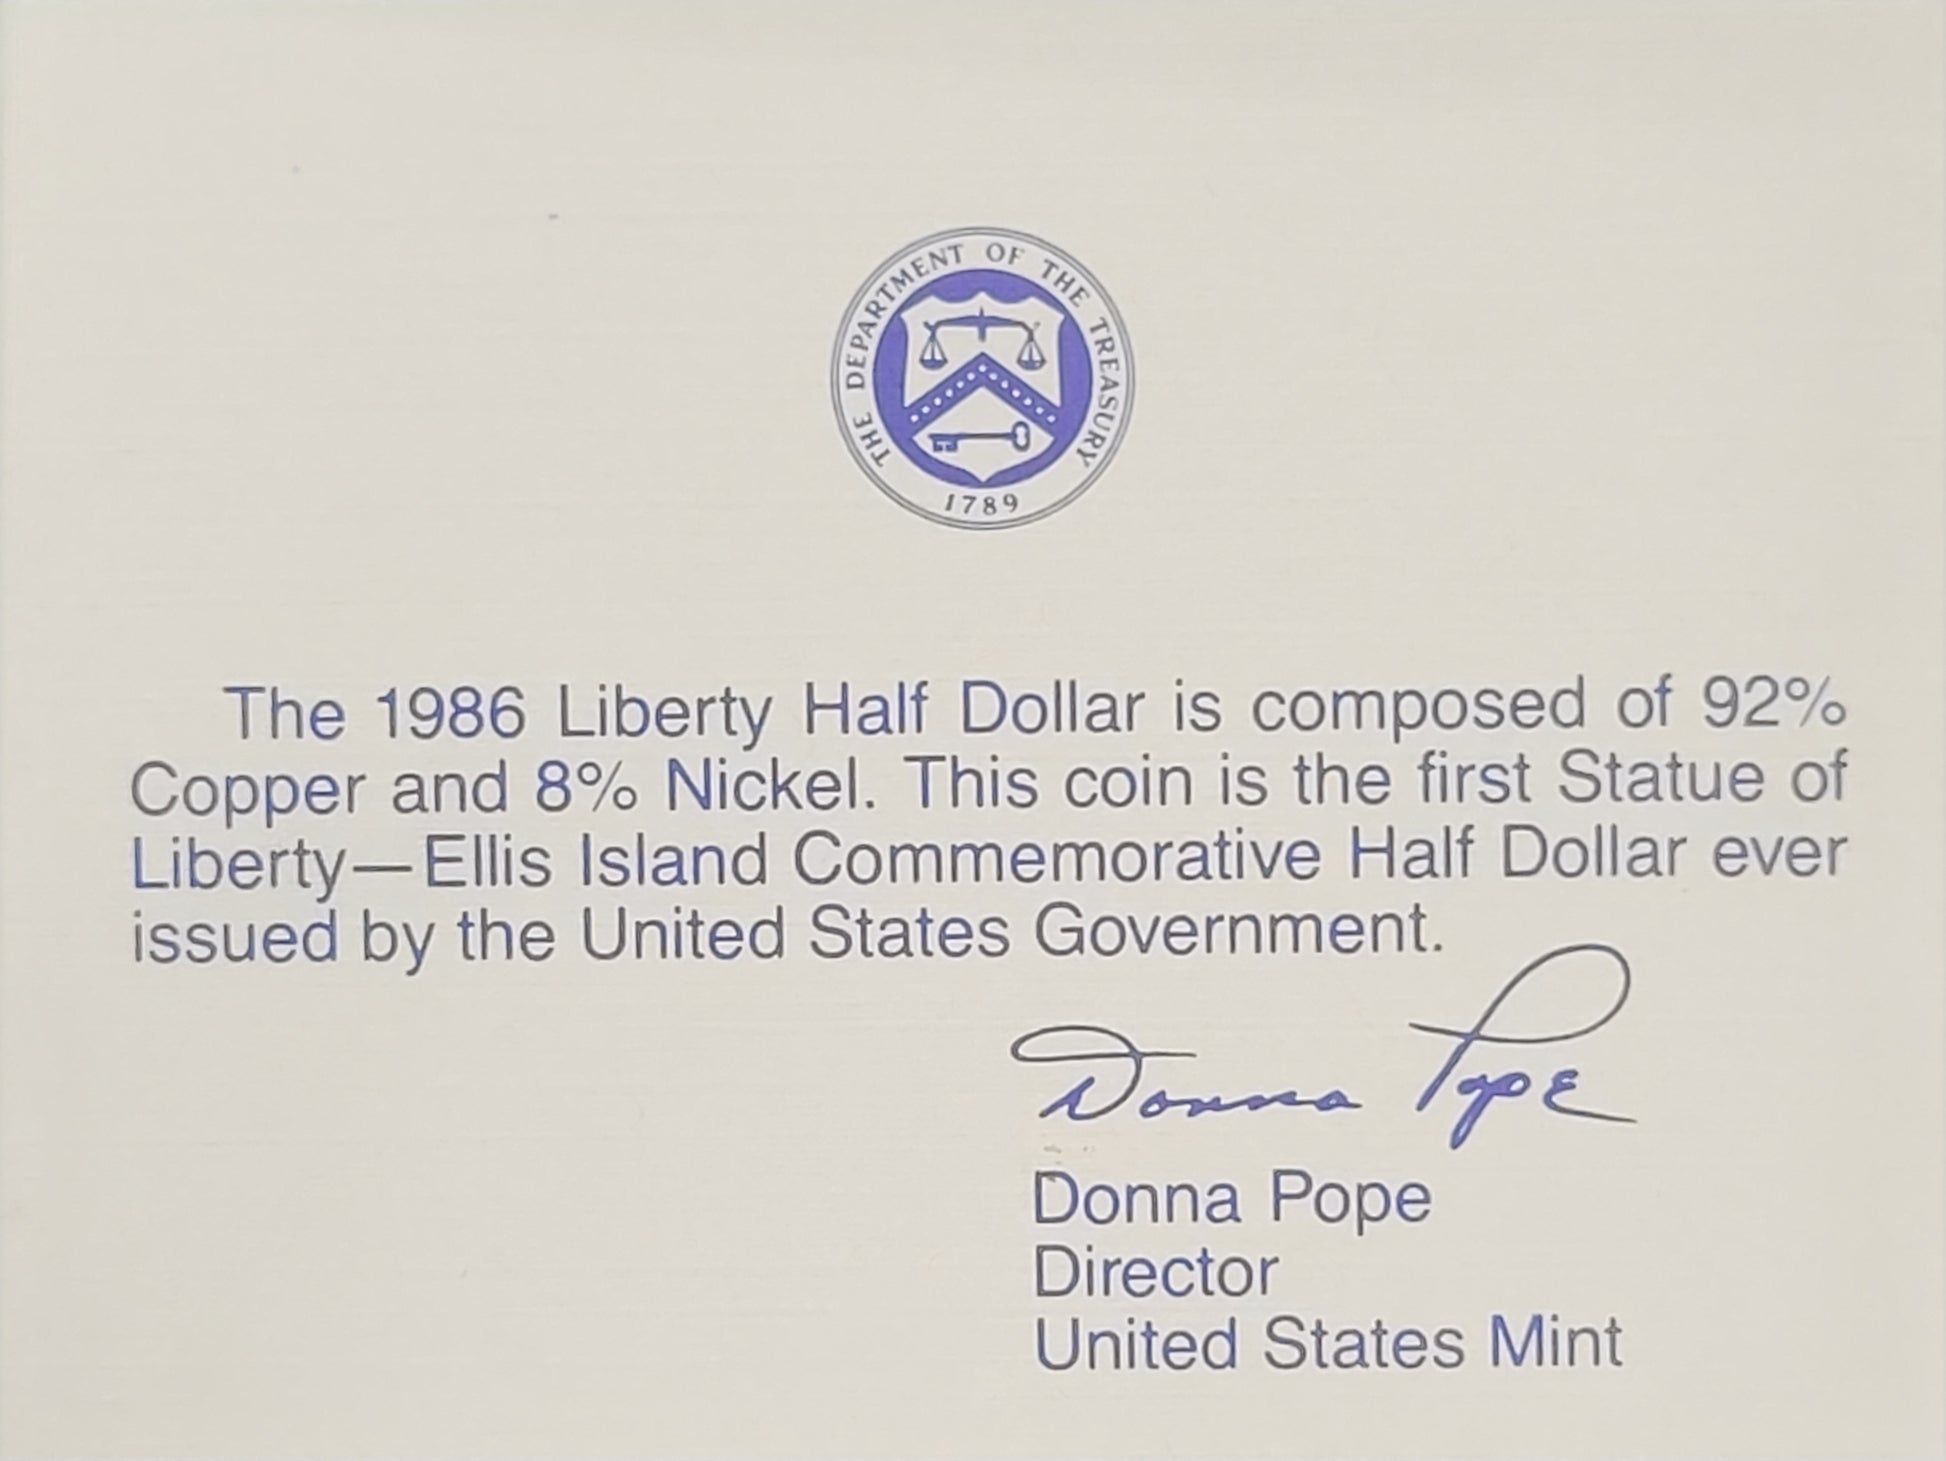 THE DEPARTMENT OF THE TREASURY
1789
The 1986 Liberty Half Dollar is composed of 92%
Copper and 8% Nickel. This coin is the first Statue of
Liberty—Ellis Island Commemorative Half Dollar ever
issued by the United States Government.
Donna Pope
Donna Pope
Director
United States Mint